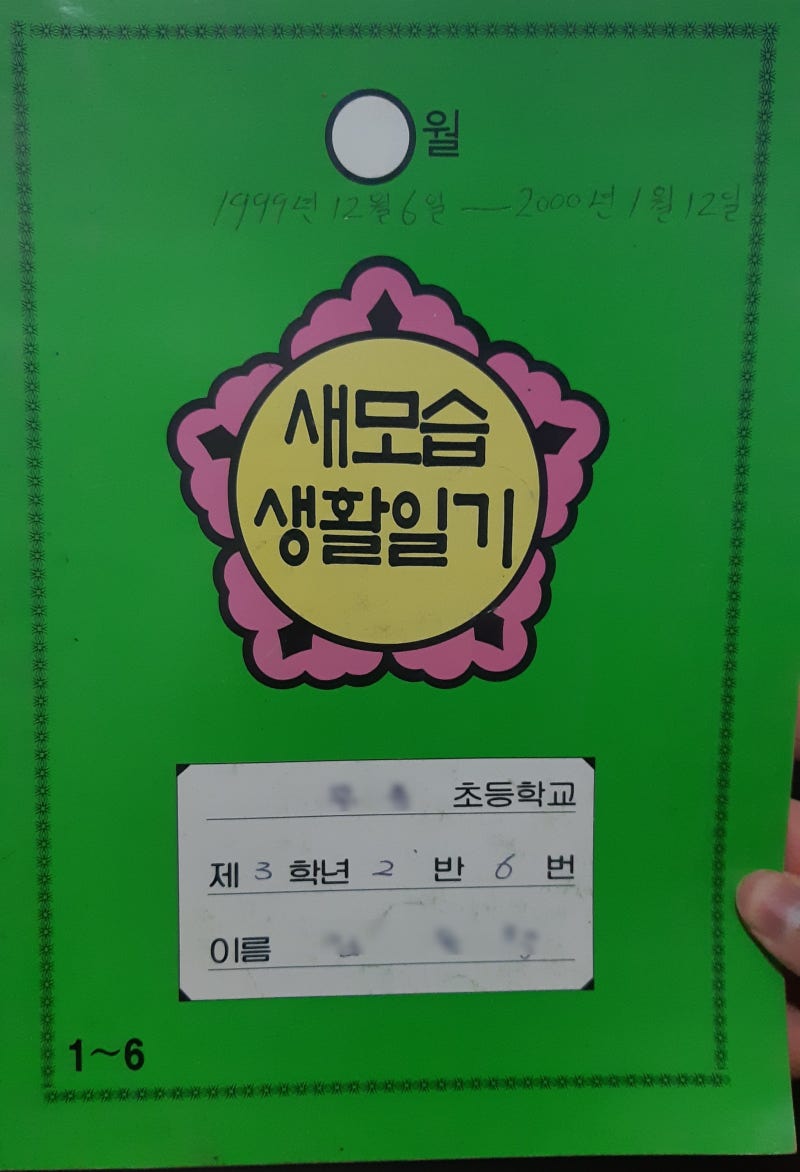 월
1999년 12월 6일 — 2000년 1월 12일
새모습
생활일기
초등학교
제 3 학년 2 반 6 번
이름
1~6